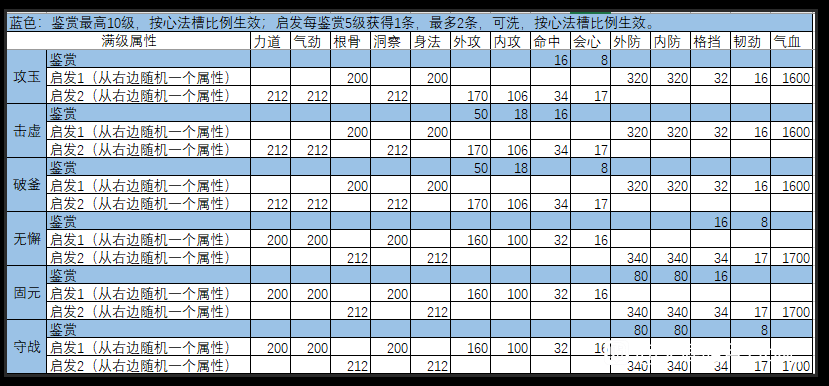 蓝色：鉴赏最高10级，按心法槽比例生效；启发每鉴赏5级获得1条，最多2条，可洗，按心法槽比例生效。
满级属性 力道 气劲 根骨 洞察 身法 外攻 内攻 命中 会心 外防 内防 格挡 韧劲 气血
攻玉 鉴赏 16 8
启发1（从右边随机一个属性） 200 200 320 320 32 16 1600
启发2（从右边随机一个属性） 212 212 212 170 106 34 17
击虚 鉴赏 50 18 16
启发1（从右边随机一个属性） 200 200 320 320 32 16 1600
启发2（从右边随机一个属性） 212 212 212 170 106 34 17
破釜 鉴赏 50 18 8
启发1（从右边随机一个属性） 200 200 320 320 32 16 1600
启发2（从右边随机一个属性） 212 212 212 170 106 34 17
无懈 鉴赏 16 8
启发1（从右边随机一个属性） 200 200 200 160 100 32 16
启发2（从右边随机一个属性） 212 212 340 340 34 17 1700
固元 鉴赏 80 80 16
启发1（从右边随机一个属性） 200 200 200 160 100 32 16
启发2（从右边随机一个属性） 212 212 340 340 34 17 1700
守战 鉴赏 80 80 8
启发1（从右边随机一个属性） 200 200 200 160 100 32 16
启发2（从右边随机一个属性） 212 212 340 340 34 17 1700